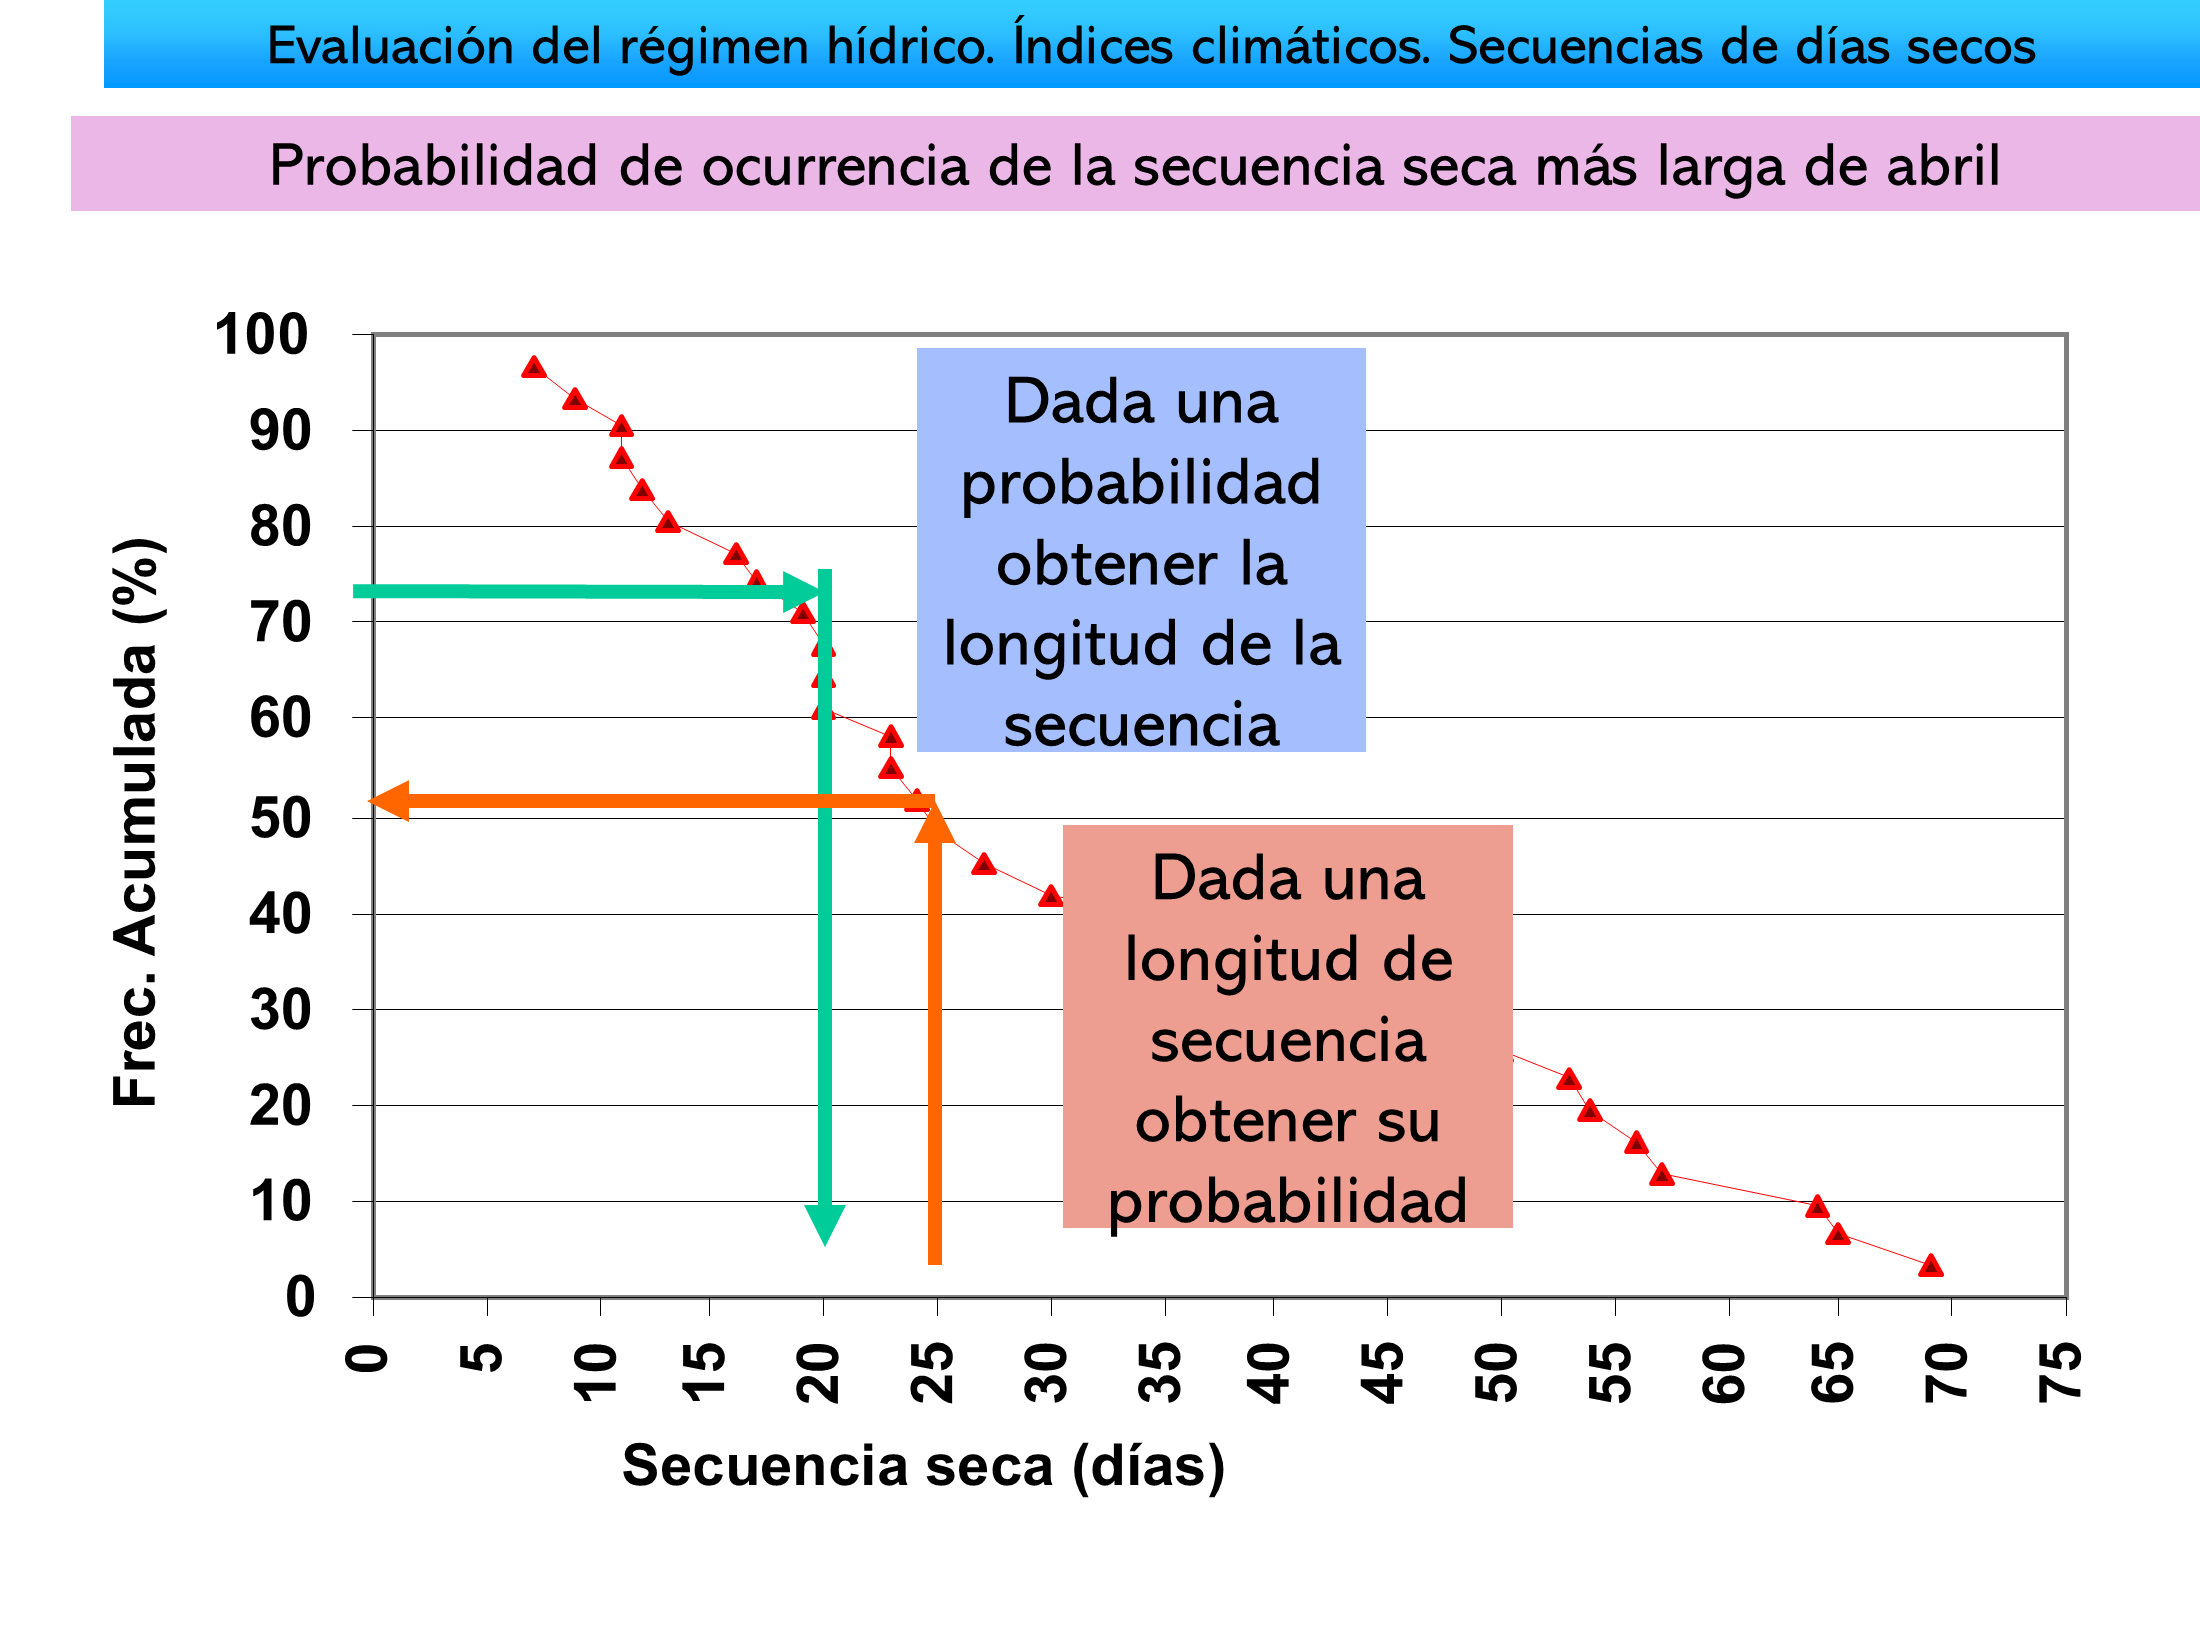 Evaluación del régimen hídrico. Índices climáticos. Secuencias de días secos
Probabilidad de ocurrencia de la secuencia seca más larga de abril
100
90
80
70
60
50
40
30
20
10
0
Frec. Acumulada (%)
Dada una
probabilidad
obtener la
longitud de la
secuencia
Dada una
longitud de
secuencia
obtener su
probabilidad
0 5 10 15 20 25 30 35 40 45 50 55 60 65 70 75
Secuencia seca (días)